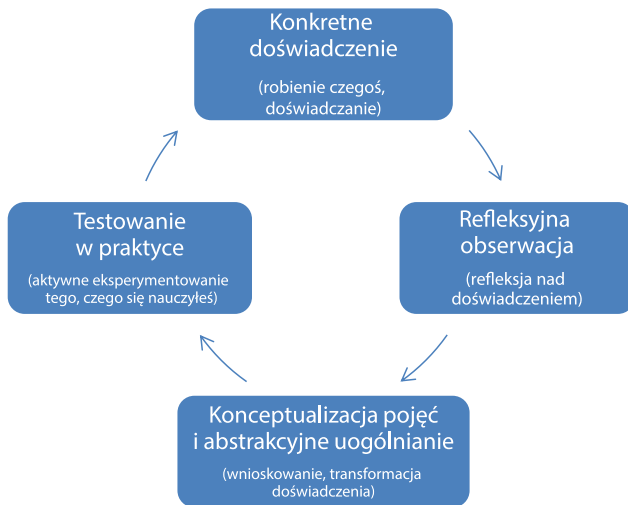 Konkretne
doświadczenie
(robienie czegoś,
doświadczanie)
Refleksyjna
obserwacja
(refleksja nad
doświadczeniem)
Konceptualizacja pojęć
i abstrakcyjne uogólnianie
(wnioskowanie, transformacja
doświadczenia)
Testowanie
w praktyce
(aktywne eksperymentowanie
tego, czego się nauczyłeś)